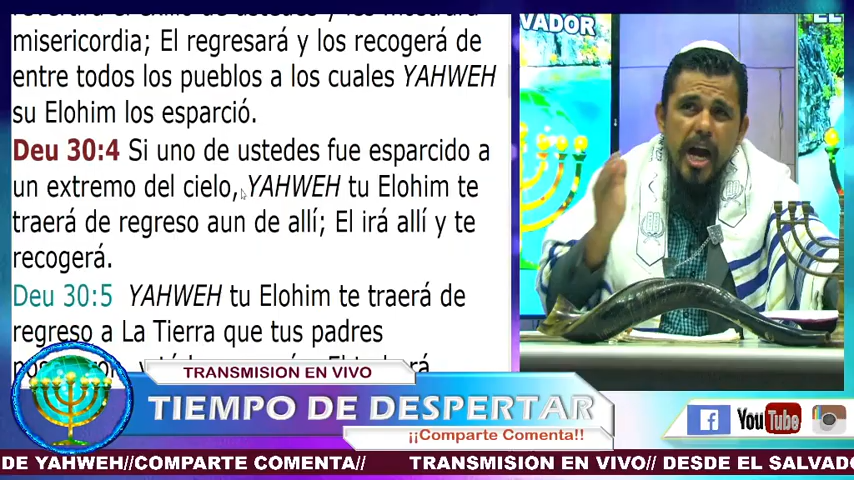 misericordia; El regresará y los recogerá de
entre todos los pueblos a los cuales YAHWEH
su Elohim los esparció.
Deu 30:4 Si uno de ustedes fue esparcido a
un extremo del cielo, YAHWEH tu Elohim te
traerá de regreso aun de allí; El irá allí y te
recogerá.
Deu 30:5 YAHWEH tu Elohim te traerá de
regreso a La Tierra que tus padres
VADOR
EL
TRANSMISION EN VIVO
TIEMPO DE DESPERTAR
¡¡Comparte Comenta!!
f YouTube
DE YAHWEH//COMPARTE COMENTA// TRANSMISION EN VIVO// DESDE EL SALVADO